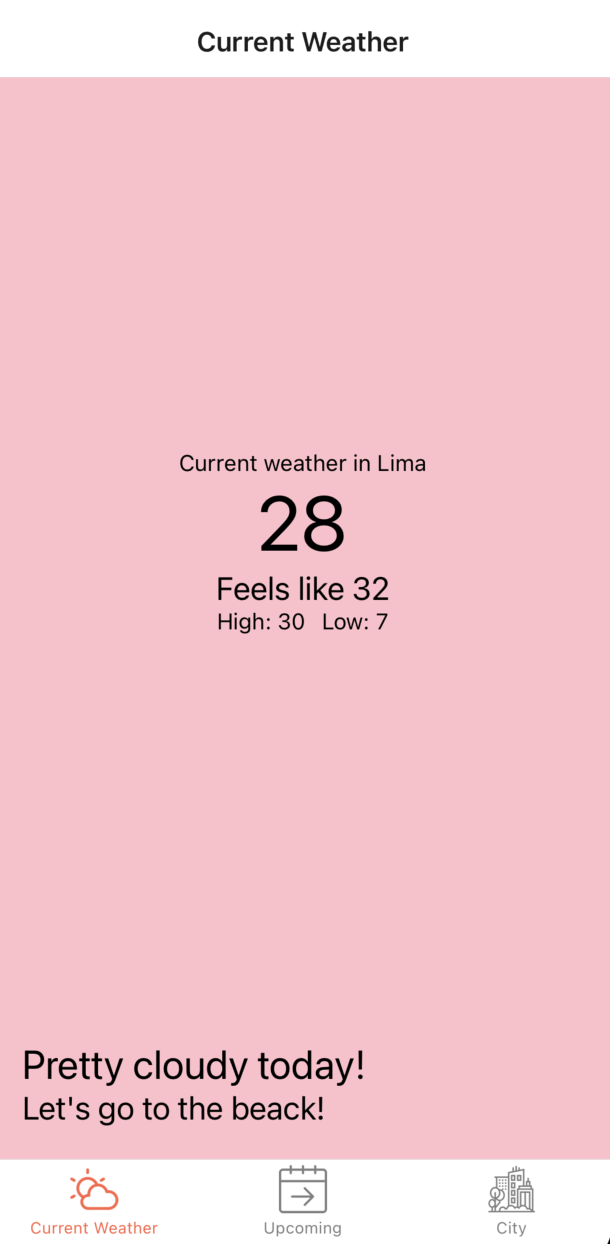 Current Weather
Current weather in Lima
28
Feels like 32
High: 30 Low: 7
Pretty cloudy today!
Let's go to the beack!
Current Weather
Upcoming
City